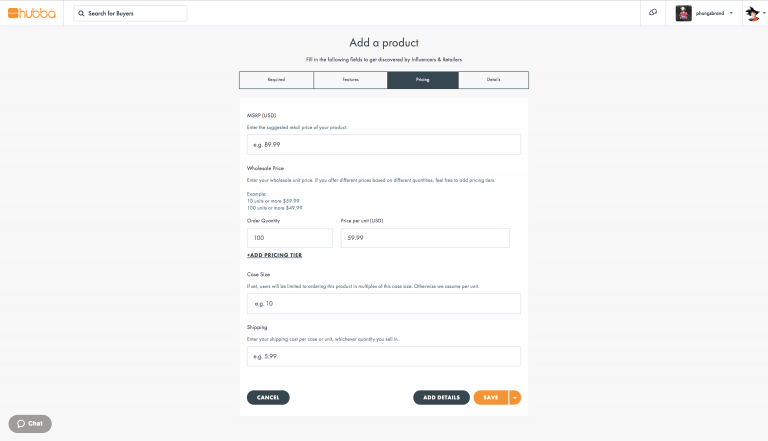 hubba
Search for Buyers
phangsbrand
Add a product
Fill in the following fields to get discovered by Influencers & Retailers
Required
Features
Pricing
Details
MSRP (USD)
Enter the suggested retail price of your product.
e.g. 89.99
Wholesale Price
Enter your wholesale unit price. If you offer different prices based on different quantities, feel free to add pricing tiers.
Example:
10 units or more $59.99
100 units or more $49.99
Order Quantity
Price per unit (USD)
100
59.99
+ADD PRICING TIER
Case Size
If set, users will be limited to ordering this product in multiples of this case size. Otherwise we assume per unit.
e.g. 10
Shipping
Enter your shipping cost per case or unit, whichever quantity you sell in.
e.g. 5.99
CANCEL
ADD DETAILS
SAVE
Chat